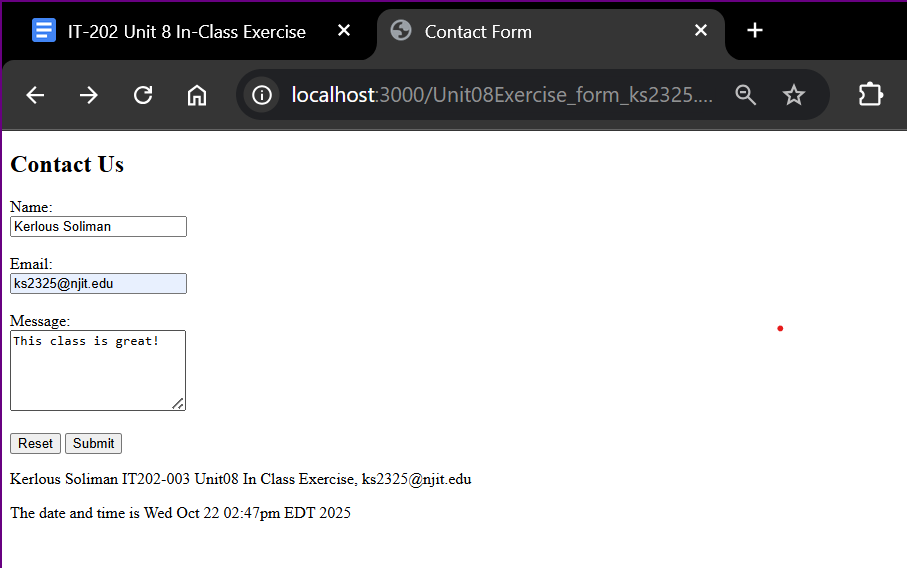 IT-202 Unit 8 In-Class Exercise
Contact Form
localhost:3000/Unit08Exercise_form_ks2325....
Contact Us
Name:
Kerlous Soliman
Email:
ks2325@njit.edu
Message:
This class is great!
Reset Submit
Kerlous Soliman IT202-003 Unit08 In Class Exercise, ks2325@njit.edu
The date and time is Wed Oct 22 02:47pm EDT 2025